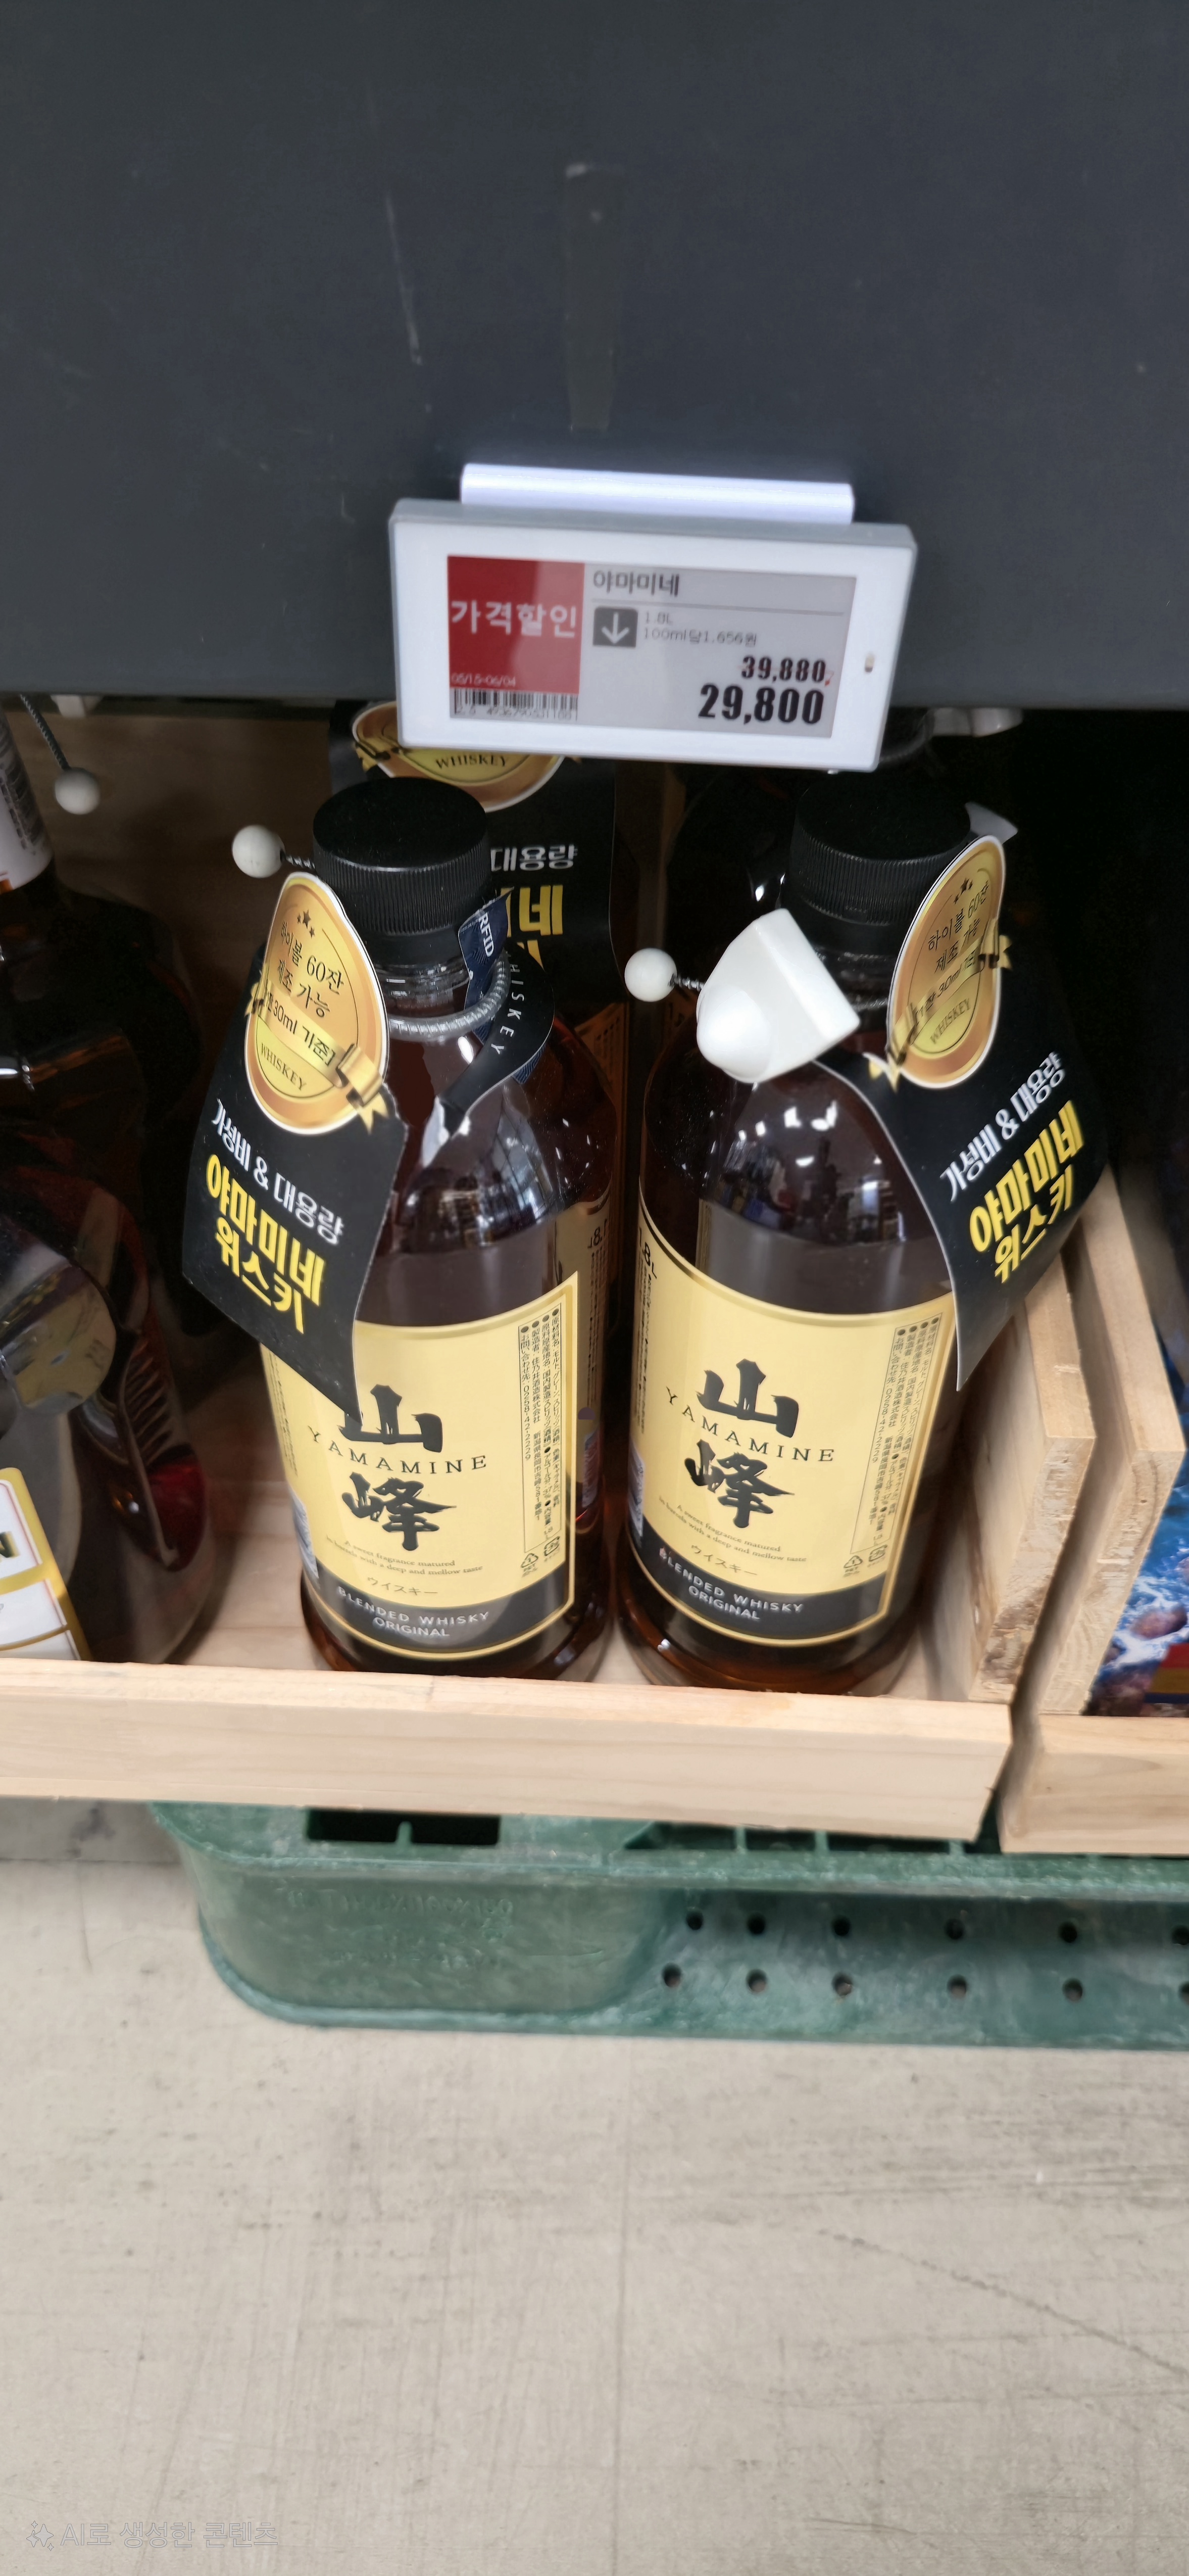 야마미네
가격할인
1.8L
100ml당1,656원
39,880
05/15~06/04
29,800
WHISKEY
대용량
네
하이볼 60잔
제조 가능
30ml 기준]
WHISKEY
RFID
HISKEY
가성비 & 대용량
야마미네
위스키
山
YAMAMINE
峰
A sweet fragrance matured
in barrels with a deep and mellow taste
ウイスキー
BLENDED WHISKY
ORIGINAL
하이볼 60잔
제조 가능
30ml
WHISKEY
가성비 & 대용량
야마미네
위스키
1.8L
山
YAMAMINE
峰
A sweet fragrance matured
in barrels with a deep and mellow taste
ウイスキー
BLENDED WHISKY
ORIGINAL
AI로 생성한 콘텐츠